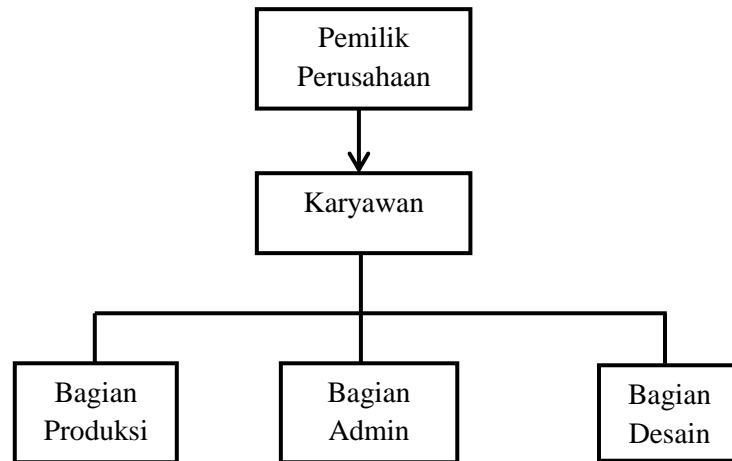 Pemilik
Perusahaan
Karyawan
Bagian
Produksi
Bagian
Admin
Bagian
Desain